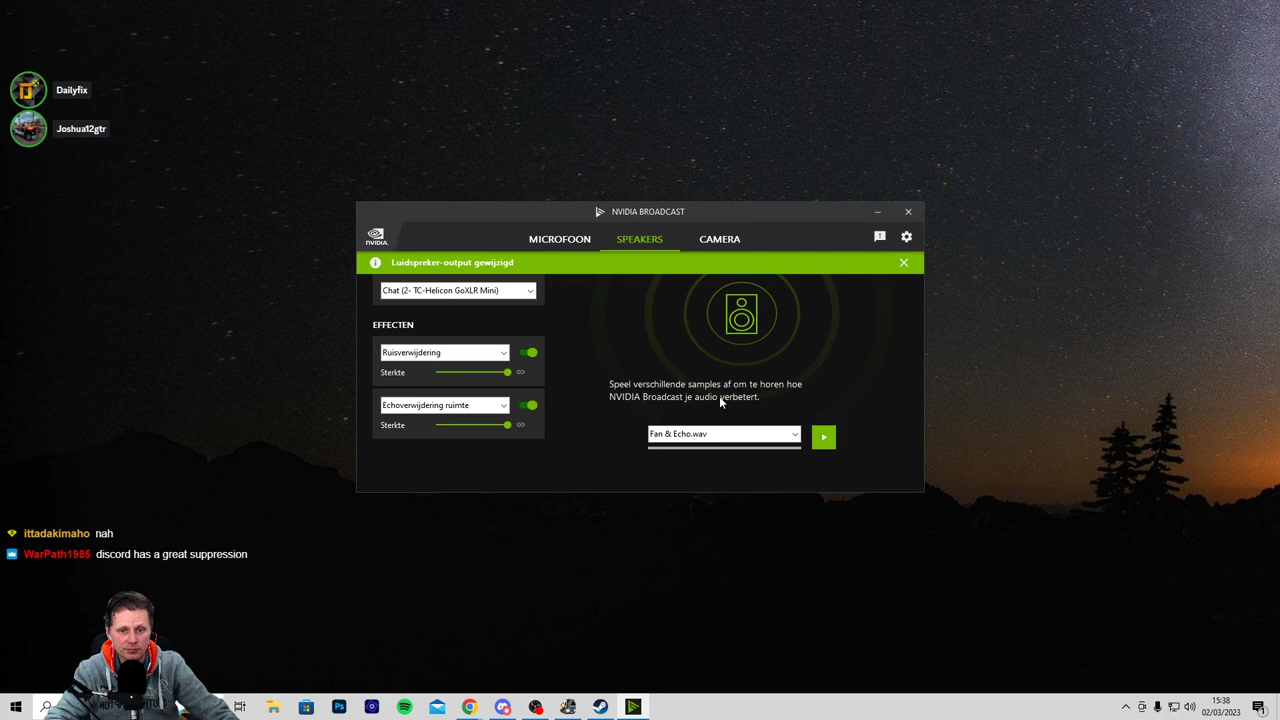 Dailyfix
Joshua12gtr
NVIDIA BROADCAST
NVIDIA.
MICROFOON
SPEAKERS
CAMERA
Luidspreker-output gewijzigd
Chat (2- TC-Helicon GoXLR Mini)
EFFECTEN
Ruisverwijdering
Sterkte
Echoverwijdering ruimte
Sterkte
Speel verschillende samples af om te horen hoe
NVIDIA Broadcast je audio verbetert.
Fan & Echo.wav
ittadakimaho nah
WarPath1985 discord has a great suppression
Ps
15:38
02/03/2023